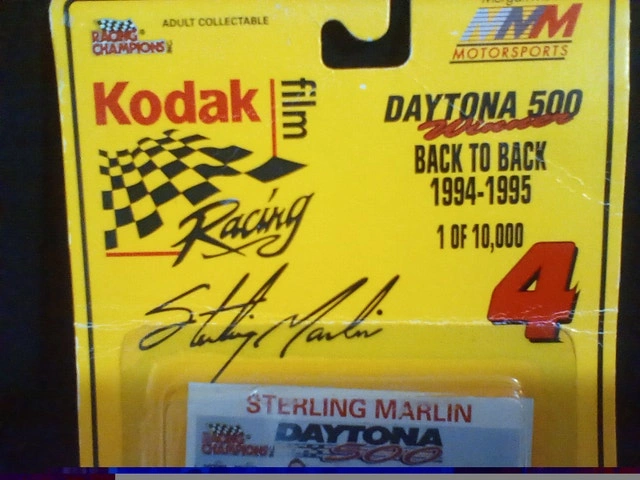 RACING CHAMPIONS
ADULT COLLECTABLE
MOTORSPORTS
Kodak film
Racing
DAYTONA 500
Winner
BACK TO BACK
1994-1995
1 OF 10,000
4
Sterling Marlin
STERLING MARLIN
RACING CHAMPIONS
DAYTONA
500